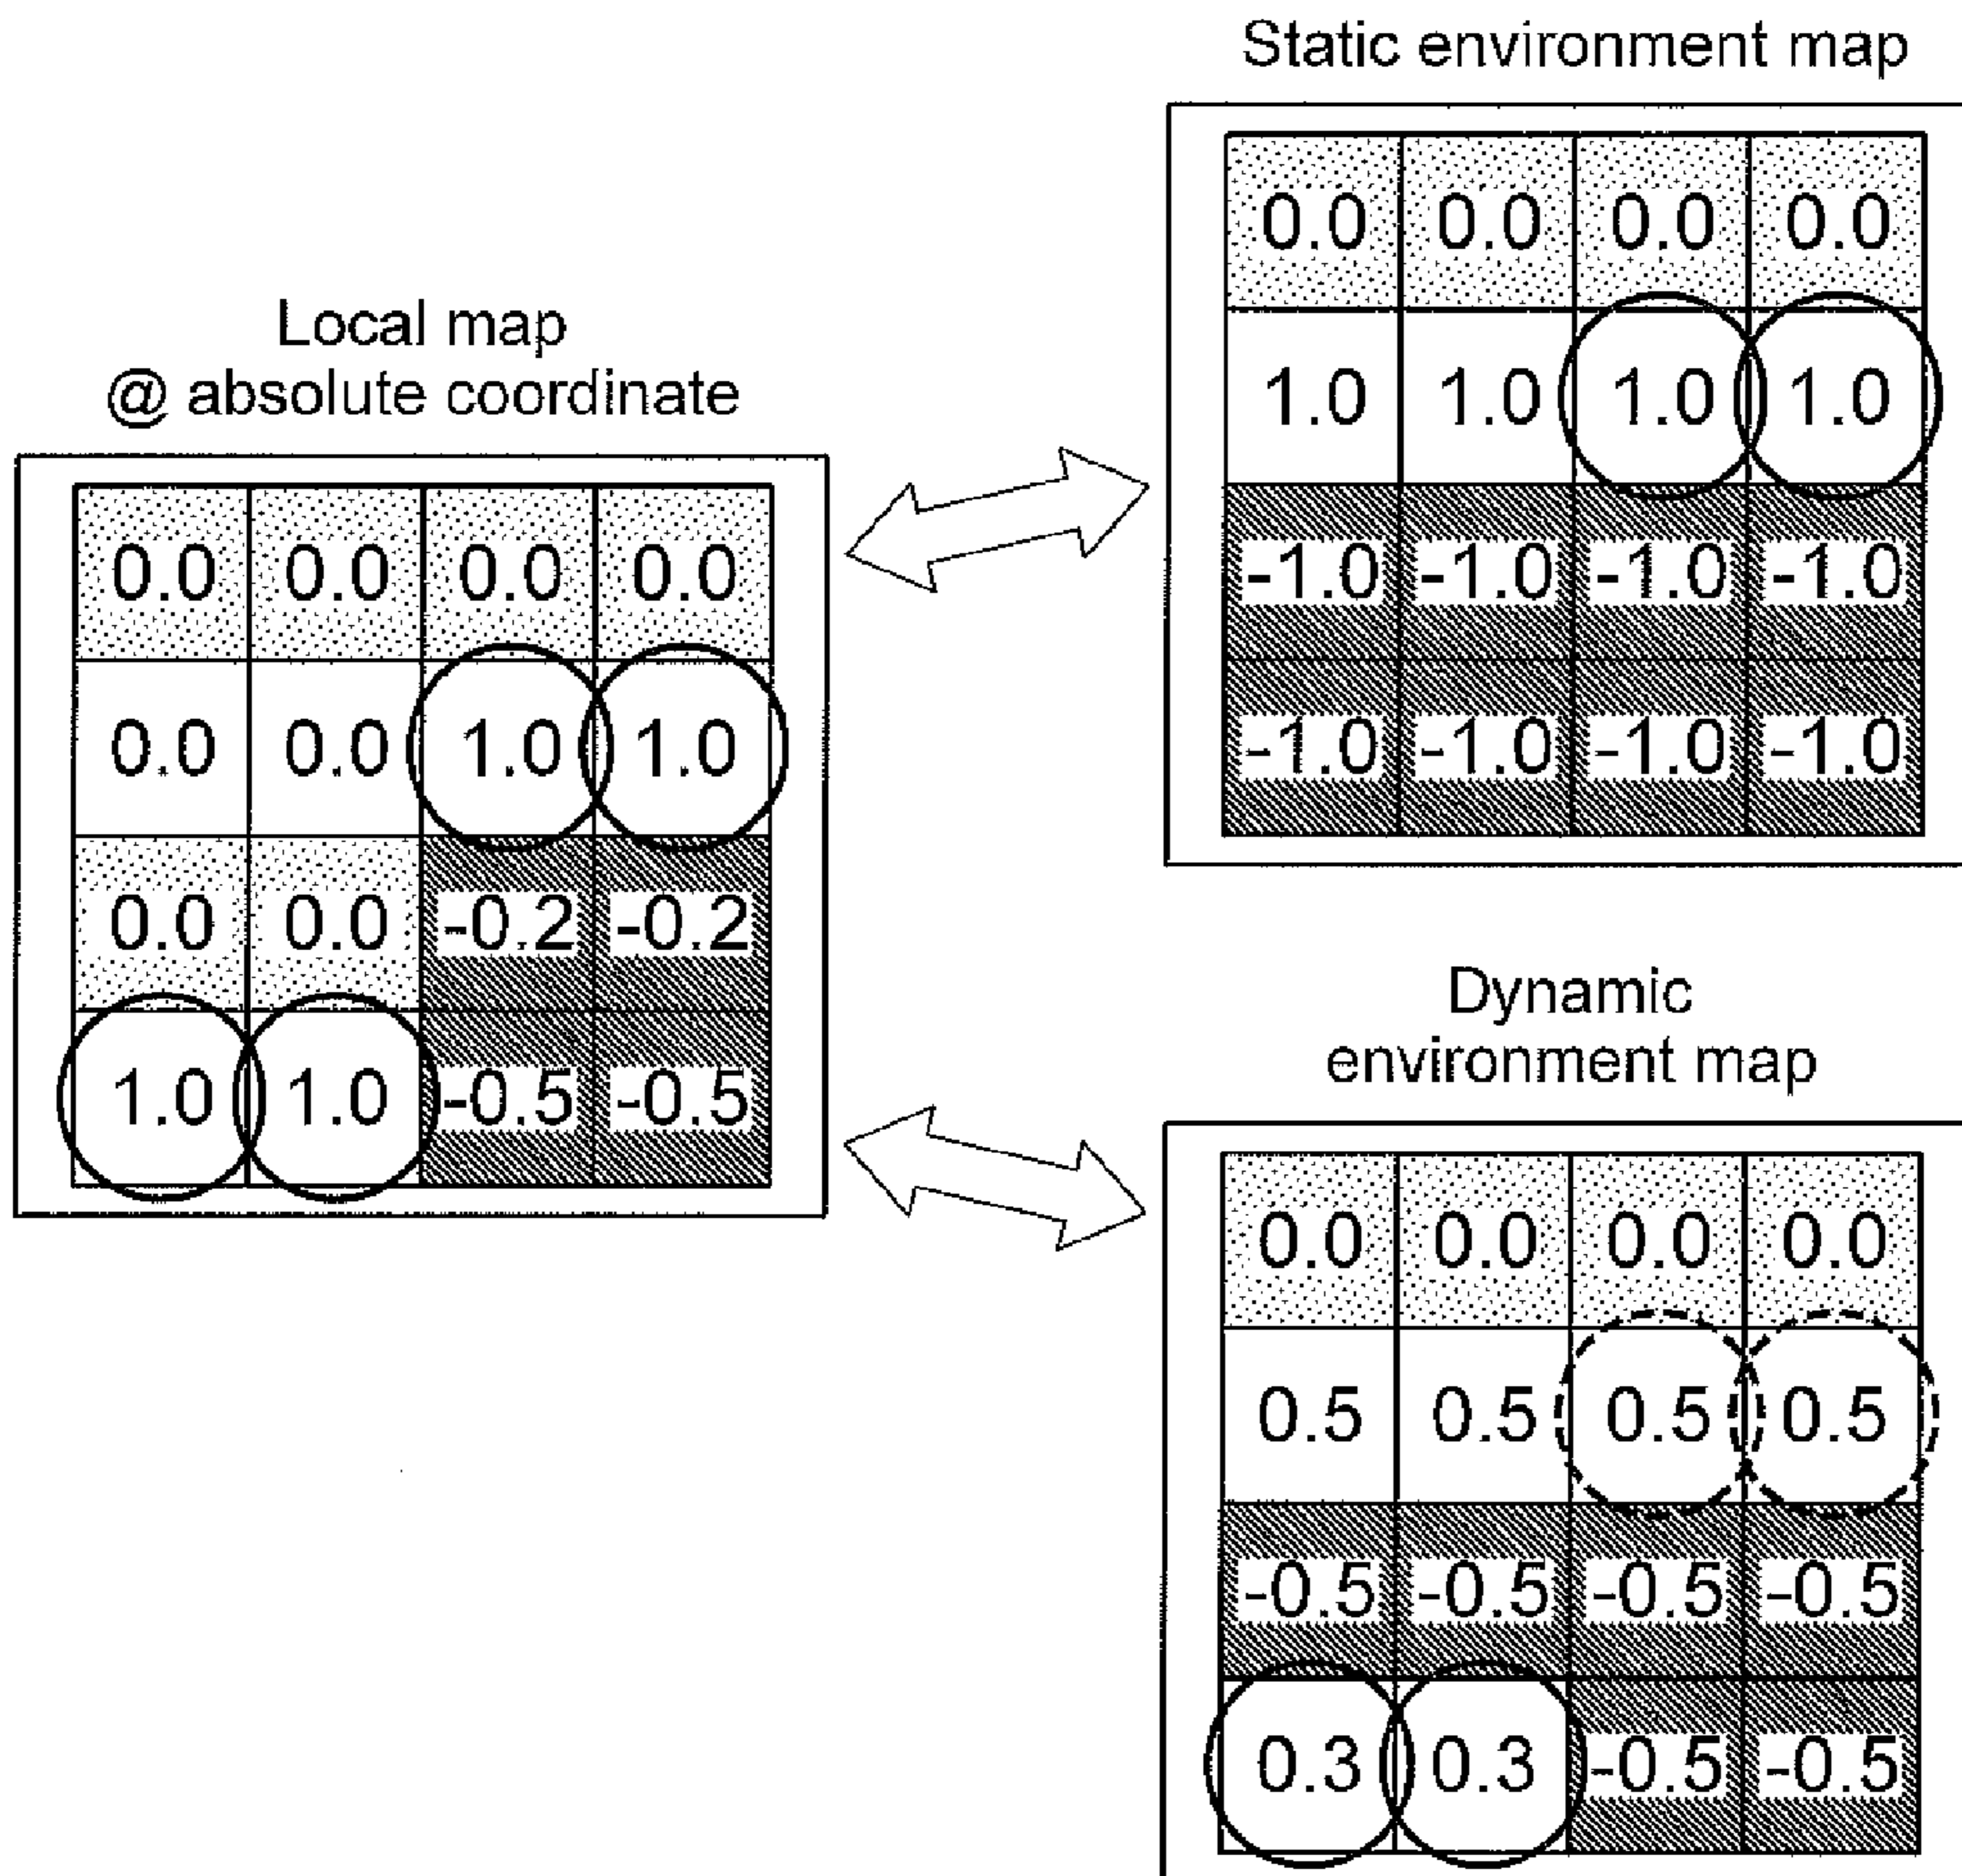 Static environment map
0.0 0.0 0.0 0.0
1.0 1.0 1.0 1.0
-1.0 -1.0 -1.0 -1.0
-1.0 -1.0 -1.0 -1.0
Local map
@ absolute coordinate
0.0 0.0 0.0 0.0
0.0 0.0 1.0 1.0
0.0 0.0 -0.2 -0.2
1.0 1.0 -0.5 -0.5
Dynamic
environment map
0.0 0.0 0.0 0.0
0.5 0.5 0.5 0.5
-0.5 -0.5 -0.5 -0.5
0.3 0.3 -0.5 -0.5